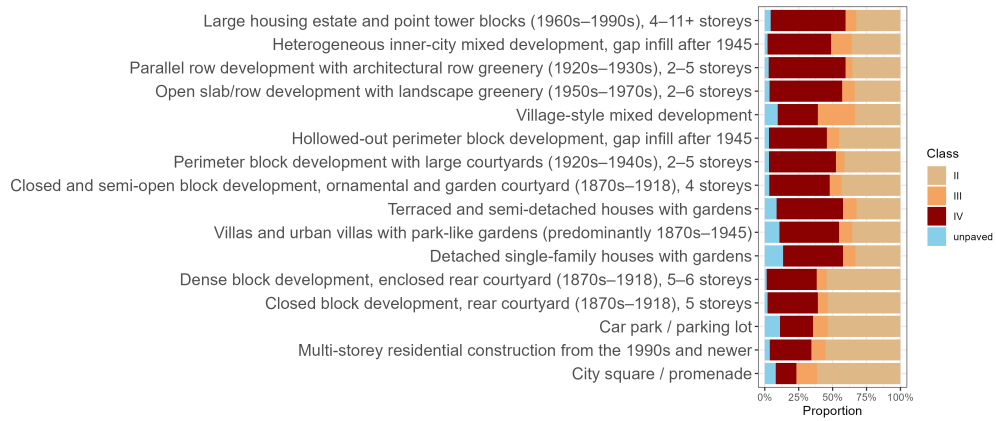 Large housing estate and point tower blocks (1960s–1990s), 4–11+ storeys
Heterogeneous inner-city mixed development, gap infill after 1945
Parallel row development with architectural row greenery (1920s–1930s), 2–5 storeys
Open slab/row development with landscape greenery (1950s–1970s), 2–6 storeys
Village-style mixed development
Hollowed-out perimeter block development, gap infill after 1945
Perimeter block development with large courtyards (1920s–1940s), 2–5 storeys
Closed and semi-open block development, ornamental and garden courtyard (1870s–1918), 4 storeys
Terraced and semi-detached houses with gardens
Villas and urban villas with park-like gardens (predominantly 1870s–1945)
Detached single-family houses with gardens
Dense block development, enclosed rear courtyard (1870s–1918), 5–6 storeys
Closed block development, rear courtyard (1870s–1918), 5 storeys
Car park / parking lot
Multi-storey residential construction from the 1990s and newer
City square / promenade
0% 25% 50% 75% 100%
Proportion
Class
II
III
IV
unpaved